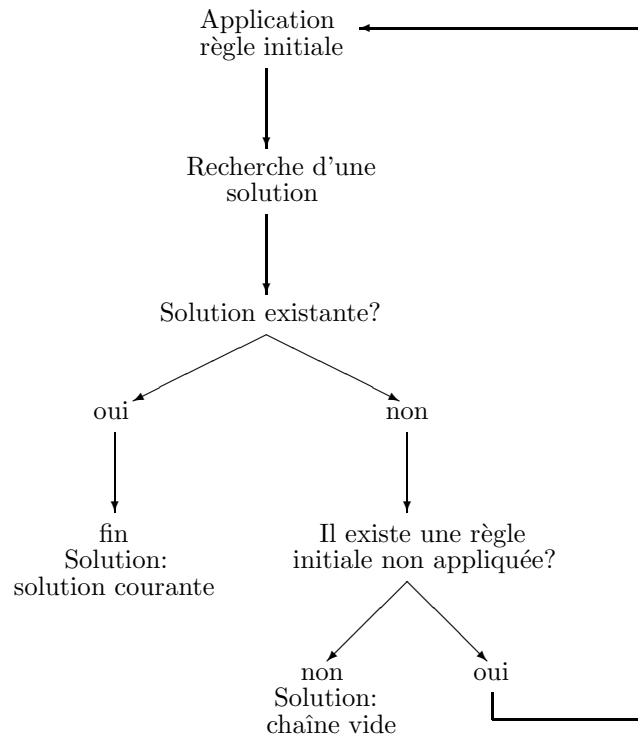 Application
règle initiale
Recherche d'une
solution
Solution existante?
oui
non
fin
Solution:
solution courante
Il existe une règle
initiale non appliquée?
non
Solution:
chaîne vide
oui